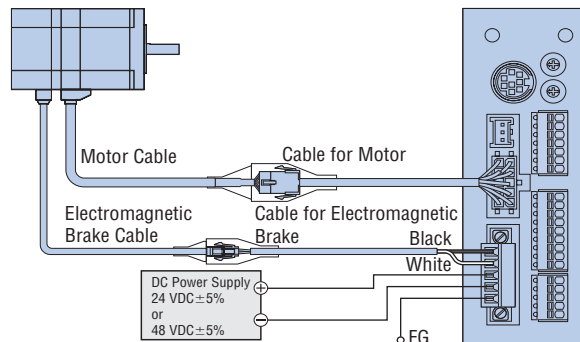 Motor Cable
Cable for Motor
Electromagnetic
Brake Cable
Cable for Electromagnetic
Brake
Black
White
DC Power Supply
24 VDC±5%
or
48 VDC±5%
+
−
FG